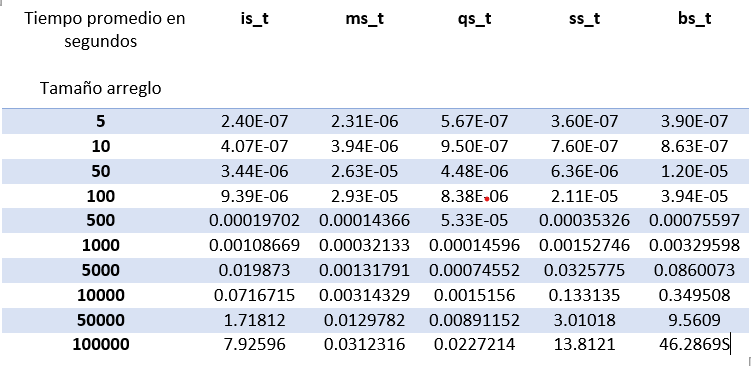 Tiempo promedio en segundos is_t ms_t qs_t ss_t bs_t
Tamaño arreglo
5 2.40E-07 2.31E-06 5.67E-07 3.60E-07 3.90E-07
10 4.07E-07 3.94E-06 9.50E-07 7.60E-07 8.63E-07
50 3.44E-06 2.63E-05 4.48E-06 6.36E-06 1.20E-05
100 9.39E-06 2.93E-05 8.38E-06 2.11E-05 3.94E-05
500 0.00019702 0.00014366 5.33E-05 0.00035326 0.00075597
1000 0.00108669 0.00032133 0.00014596 0.00152746 0.00329598
5000 0.019873 0.00131791 0.00074552 0.0325775 0.0860073
10000 0.0716715 0.00314329 0.0015156 0.133135 0.349508
50000 1.71812 0.0129782 0.00891152 3.01018 9.5609
100000 7.92596 0.0312316 0.0227214 13.8121 46.2869S